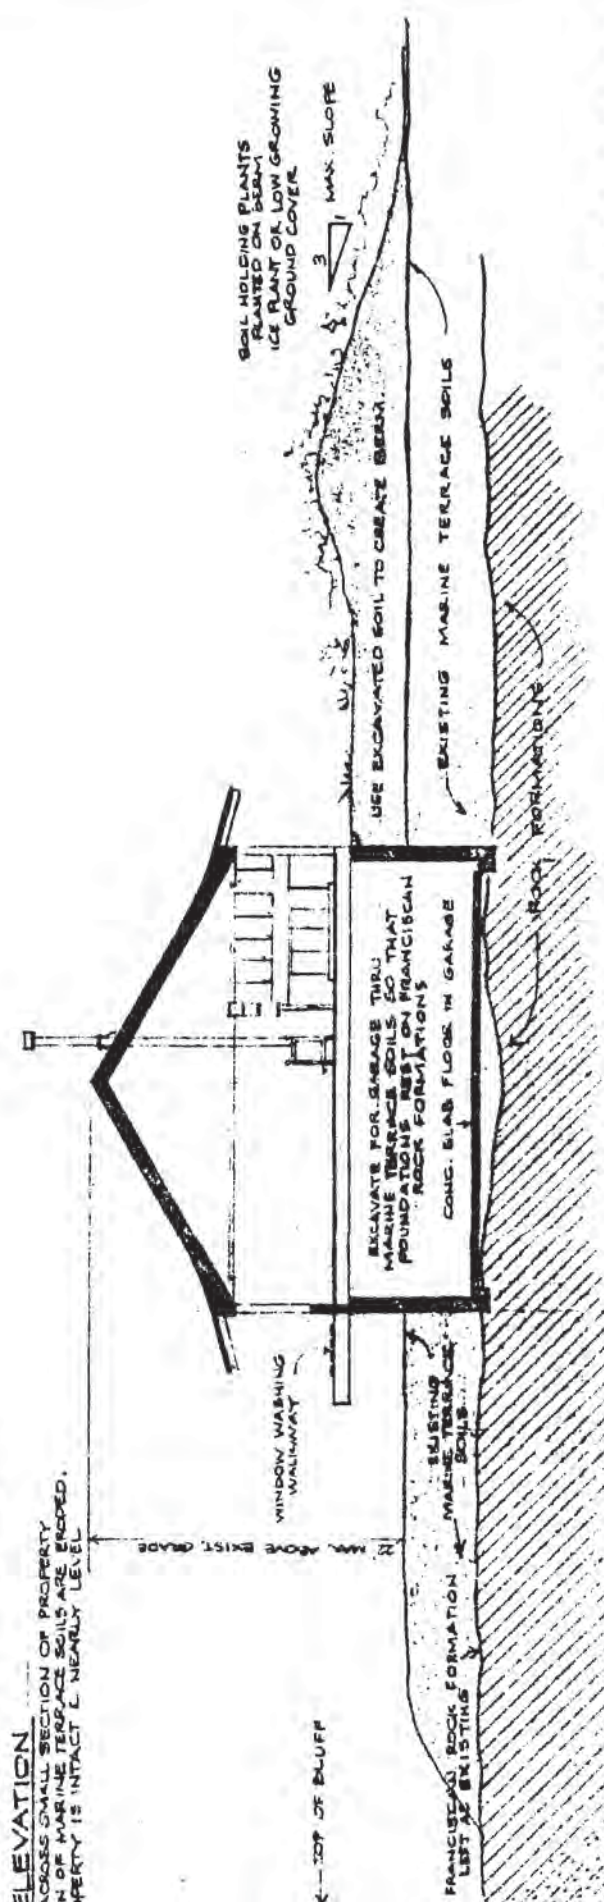 ELEVATION
ACROSS SMALL SECTION OF PROPERTY
N OF MARINE TERRACE SOILS ARE ERODED.
PERTY IS INTACT & NEARLY LEVEL
TOP OF BLUFF
FRANCISCAN ROCK FORMATION
LEFT AS EXISTING
EXISTING
MARINE TERRACE
SOILS
22 MAX. ABOVE EXIST. GRADE
WINDOW WASHING
WALKWAY
EXCAVATE FOR GARAGE THRU
MARINE TERRACE SOILS SO THAT
FOUNDATIONS REST ON FRANCISCAN
ROCK FORMATIONS
CONC. SLAB FLOOR IN GARAGE
ROCK FORMATIONS
USE EXCAVATED SOIL TO CREATE BERM.
EXISTING MARINE TERRACE SOILS
SOIL HOLDING PLANTS
PLANTED ON BERM
ICE PLANT OR LOW GROWING
GROUND COVER
3
1
MAX. SLOPE